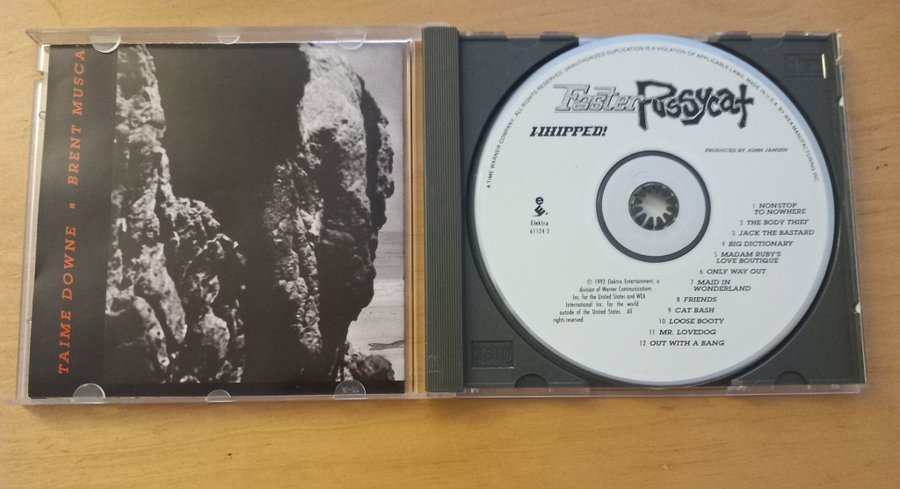 TAIME DOWNE ▪ BRENT MUSCA
A TIME WARNER COMPANY. ALL RIGHTS RESERVED. UNAUTHORIZED DUPLICATION IS A VIOLATION OF APPLICABLE LAWS. MADE IN U.S.A. BY WEA MANUFACTURING INC.
Faster Pussycat
WHIPPED!
PRODUCED BY JOHN JANSEN
e
Elektra
61124-2
1 NONSTOP
TO NOWHERE
2 THE BODY THIEF
3 JACK THE BASTARD
4 BIG DICTIONARY
5 MADAM RUBY'S
LOVE BOUTIQUE
6 ONLY WAY OUT
7 MAID IN
WONDERLAND
8 FRIENDS
9 CAT BASH
10 LOOSE BOOTY
11 MR. LOVEDOG
12 OUT WITH A BANG
℗ 1992 Elektra Entertainment, a
division of Warner Communications
Inc. for the United States and WEA
International Inc. for the world
outside of the United States. All
rights reserved.